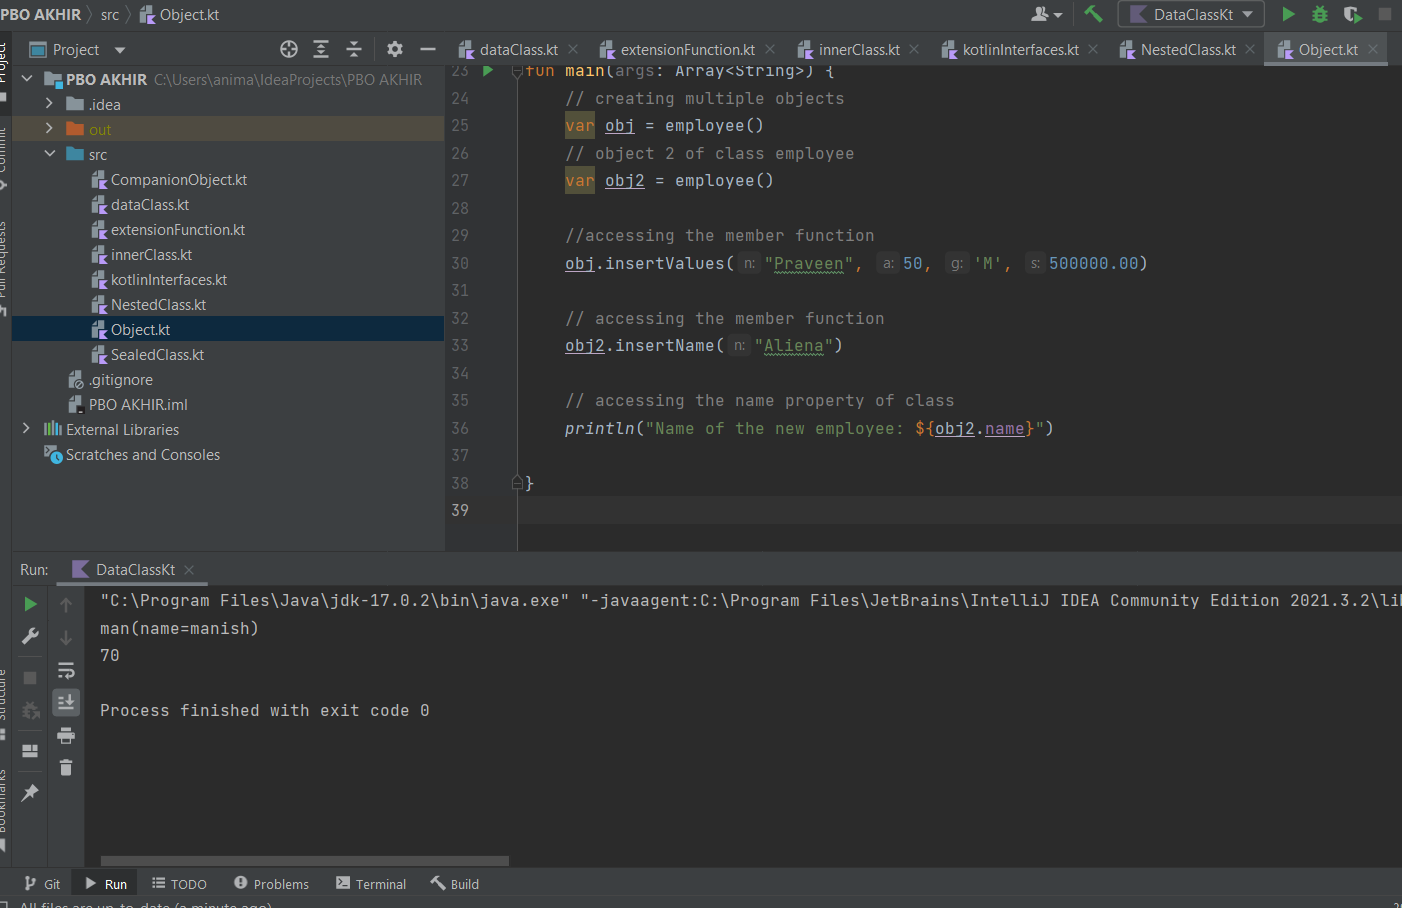 PBO AKHIR
src
Object.kt
DataClassKt
Project
dataClass.kt
extensionFunction.kt
innerClass.kt
kotlinInterfaces.kt
NestedClass.kt
Object.kt
Project
Commit
Pull Requests
Structure
Bookmarks
PBO AKHIR C:\Users\anima\IdeaProjects\PBO AKHIR
.idea
out
src
CompanionObject.kt
dataClass.kt
extensionFunction.kt
innerClass.kt
kotlinInterfaces.kt
NestedClass.kt
Object.kt
SealedClass.kt
.gitignore
PBO AKHIR.iml
External Libraries
Scratches and Consoles
23 fun main(args: Array<String>) {
24 // creating multiple objects
25 var obj = employee()
26 // object 2 of class employee
27 var obj2 = employee()
28
29 //accessing the member function
30 obj.insertValues( n: "Praveen", a: 50, g: 'M', s: 500000.00)
31
32 // accessing the member function
33 obj2.insertName( n: "Aliena")
34
35 // accessing the name property of class
36 println("Name of the new employee: ${obj2.name}")
37
38 }
39
Run: DataClassKt
"C:\Program Files\Java\jdk-17.0.2\bin\java.exe" "-javaagent:C:\Program Files\JetBrains\IntelliJ IDEA Community Edition 2021.3.2\lib
man(name=manish)
70
Process finished with exit code 0
Git
Run
TODO
Problems
Terminal
Build
All files are up-to-date (a minute ago)